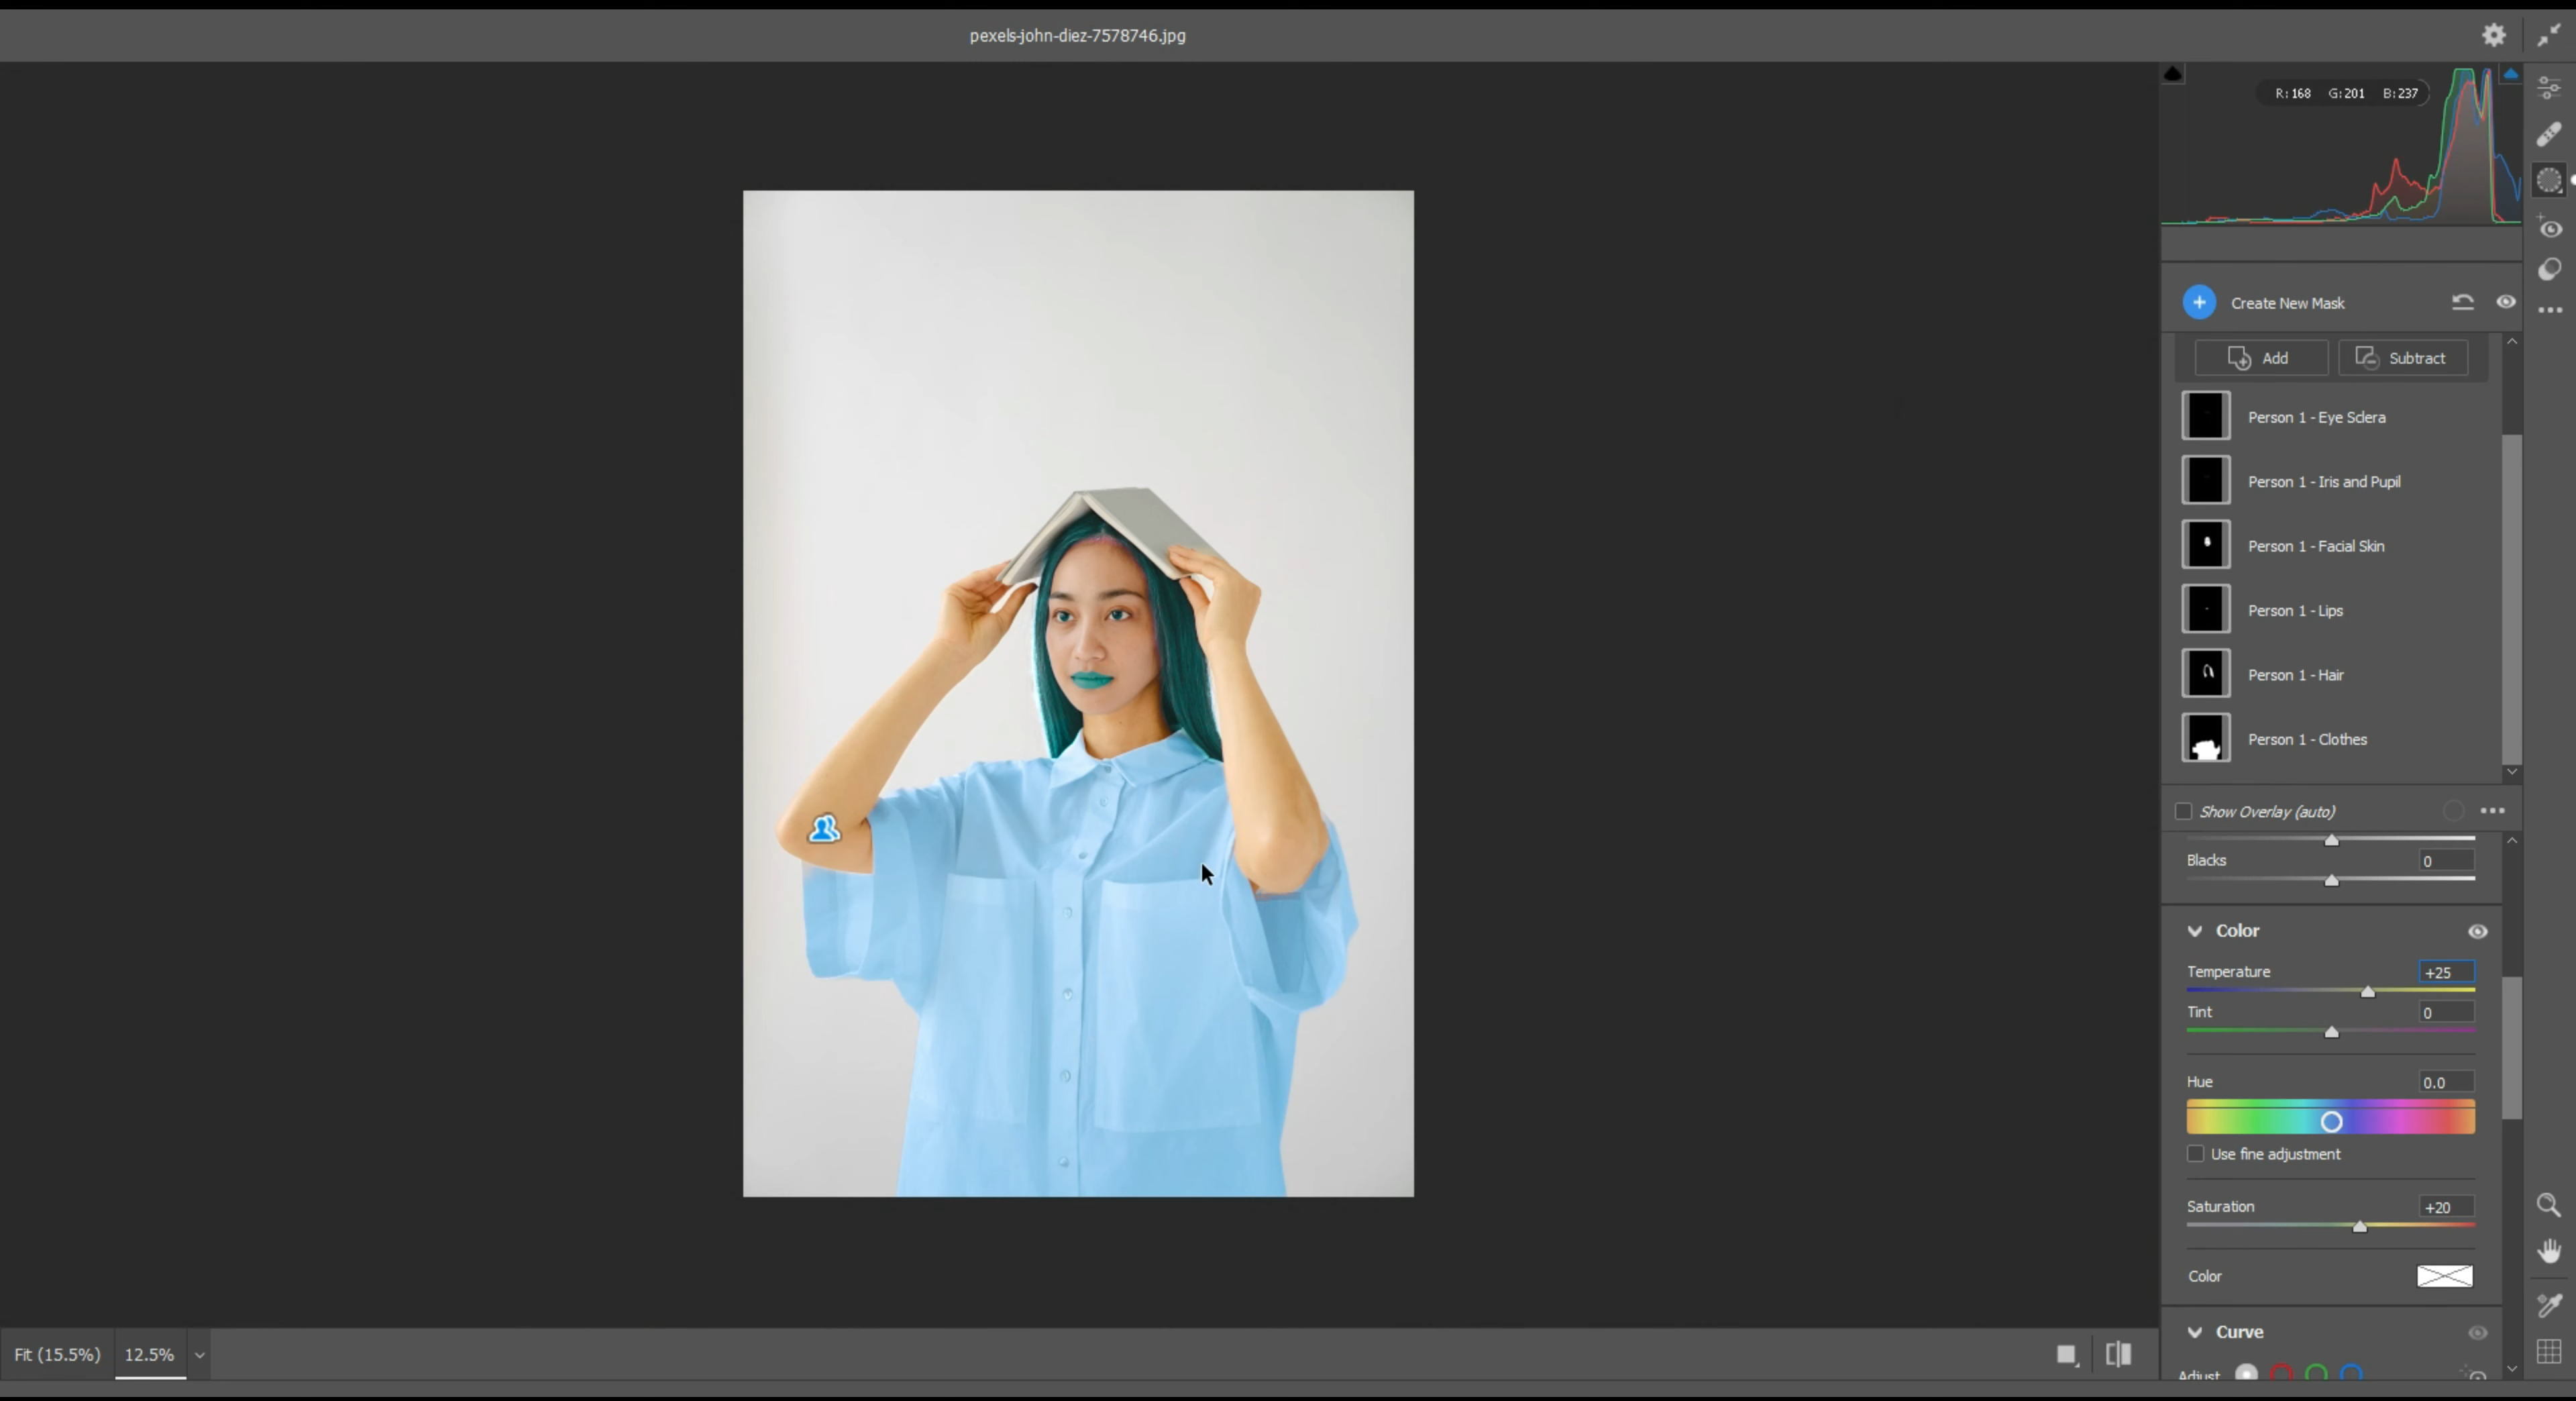 pexels-john-diez-7578746.jpg
R:168 G:201 B:237
Create New Mask
Add Subtract
Person 1 - Eye Sclera
Person 1 - Iris and Pupil
Person 1 - Facial Skin
Person 1 - Lips
Person 1 - Hair
Person 1 - Clothes
Show Overlay (auto)
Blacks 0
Color
Temperature +25
Tint 0
Hue 0.0
Use fine adjustment
Saturation +20
Color
Curve
Adjust
Fit (15.5%) 12.5%